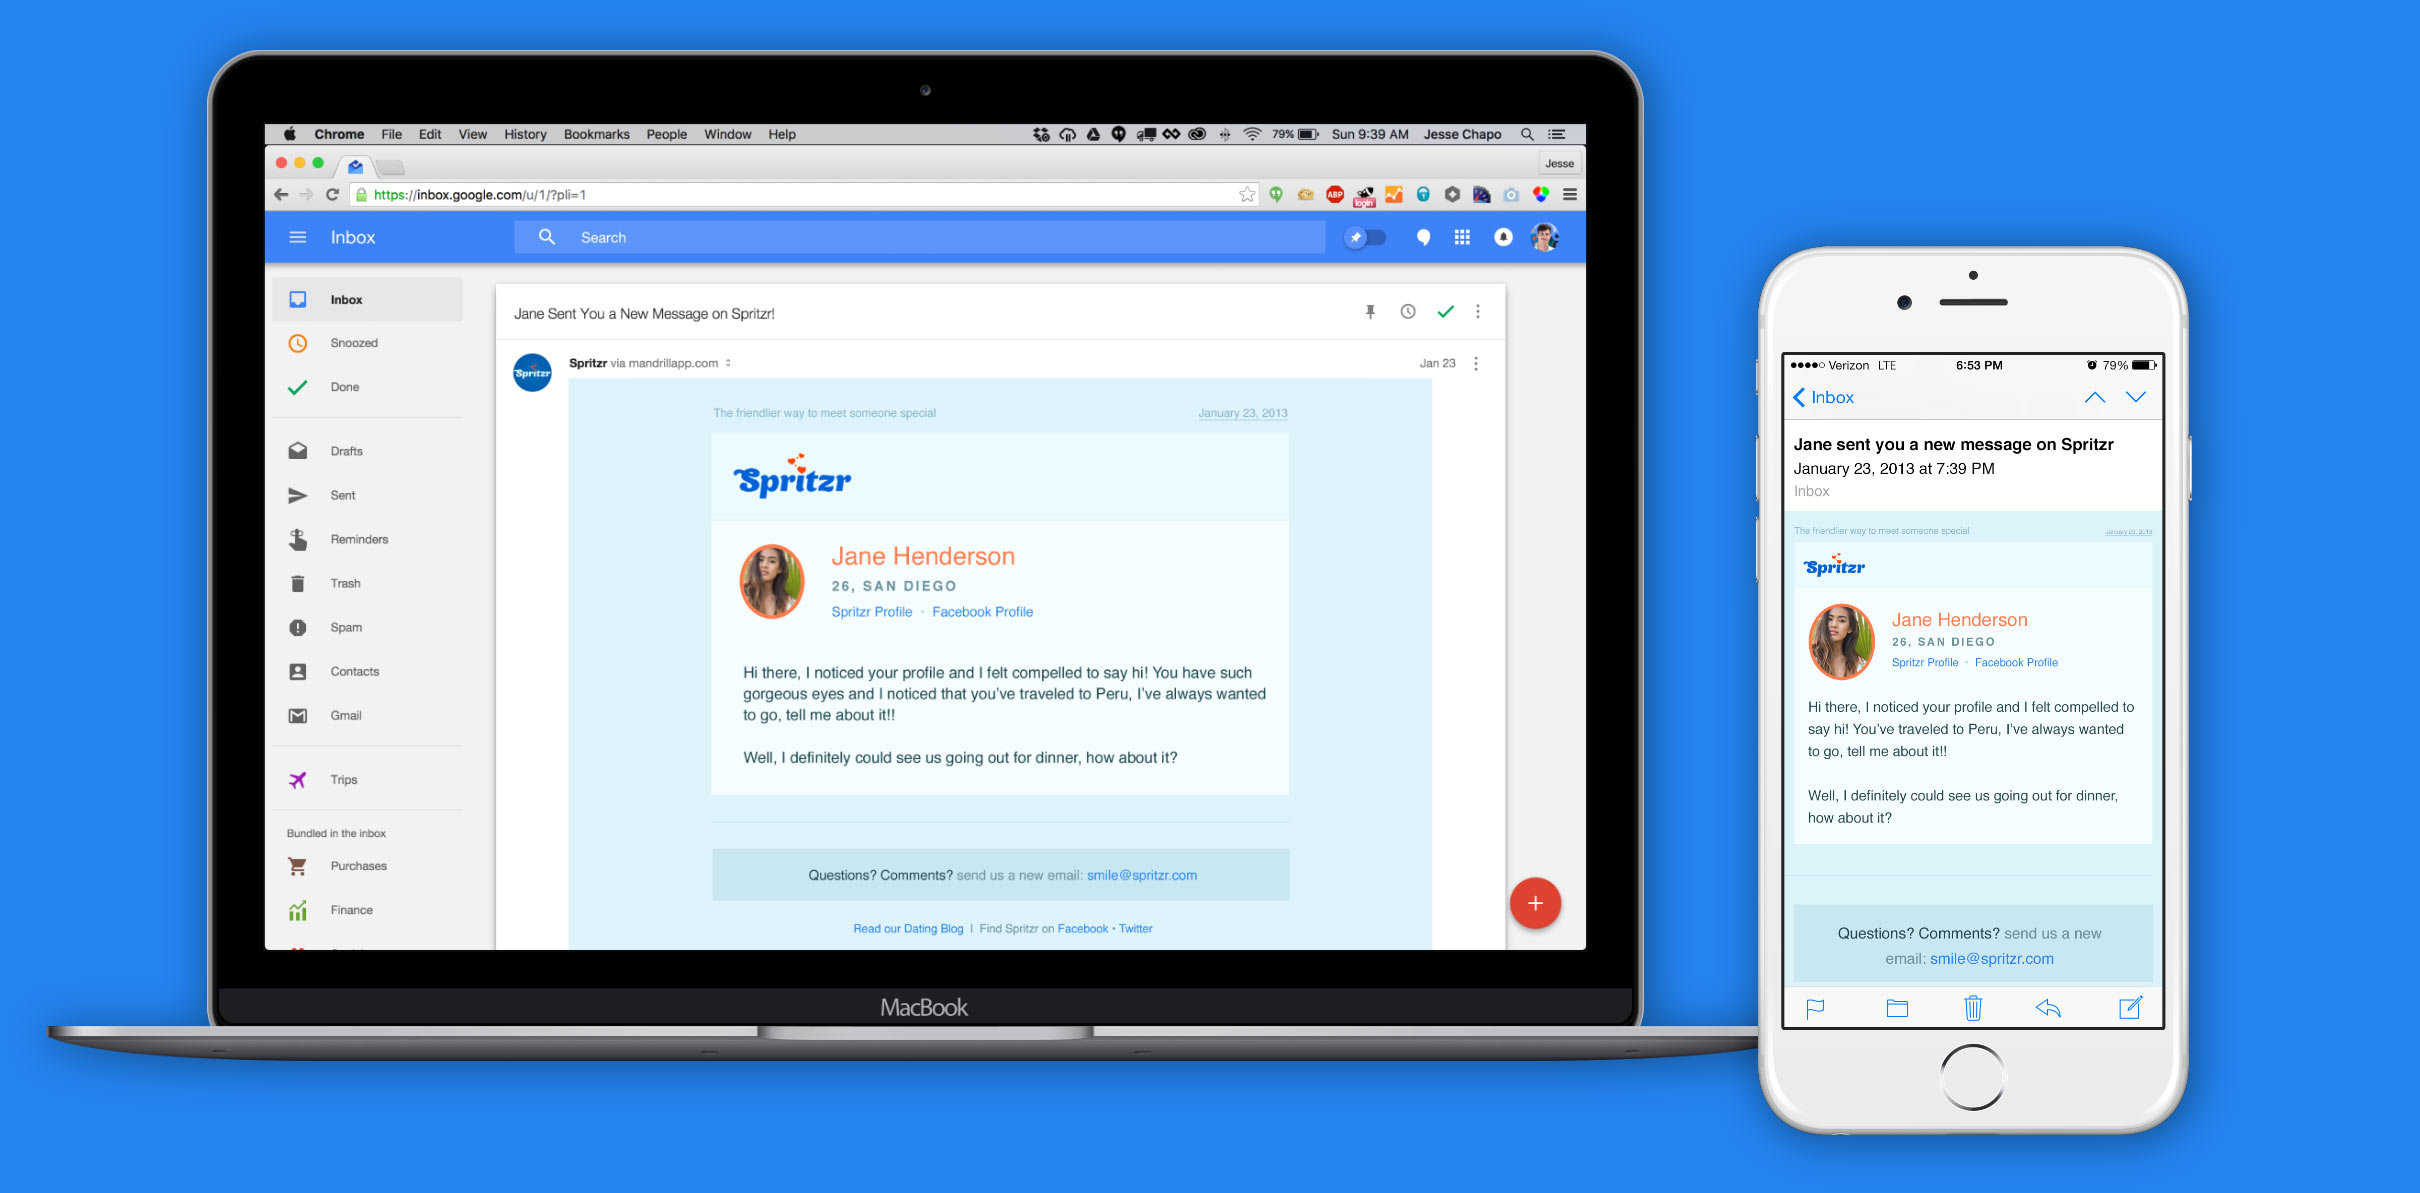 Chrome File Edit View History Bookmarks People Window Help 79% Sun 9:39 AM Jesse Chapo
Jesse
https://inbox.google.com/u/1/?pli=1
ABP
login
Inbox Search
Inbox
Snoozed
Done
Drafts
Sent
Reminders
Trash
Spam
Contacts
Gmail
Trips
Bundled in the inbox
Purchases
Finance
Jane Sent You a New Message on Spritzr!
Spritzr
Spritzr via mandrillapp.com Jan 23
The friendlier way to meet someone special January 23, 2013
Spritzr
Jane Henderson
26, SAN DIEGO
Spritzr Profile · Facebook Profile
Hi there, I noticed your profile and I felt compelled to say hi! You have such
gorgeous eyes and I noticed that you've traveled to Peru, I've always wanted
to go, tell me about it!!
Well, I definitely could see us going out for dinner, how about it?
Questions? Comments? send us a new email: smile@spritzr.com
Read our Dating Blog | Find Spritzr on Facebook • Twitter
+
MacBook
Verizon LTE 6:53 PM 79%
Inbox
Jane sent you a new message on Spritzr
January 23, 2013 at 7:39 PM
Inbox
The friendlier way to meet someone special January 23, 2013
Spritzr
Jane Henderson
26, SAN DIEGO
Spritzr Profile · Facebook Profile
Hi there, I noticed your profile and I felt compelled to
say hi! You've traveled to Peru, I've always wanted
to go, tell me about it!!
Well, I definitely could see us going out for dinner,
how about it?
Questions? Comments? send us a new
email: smile@spritzr.com